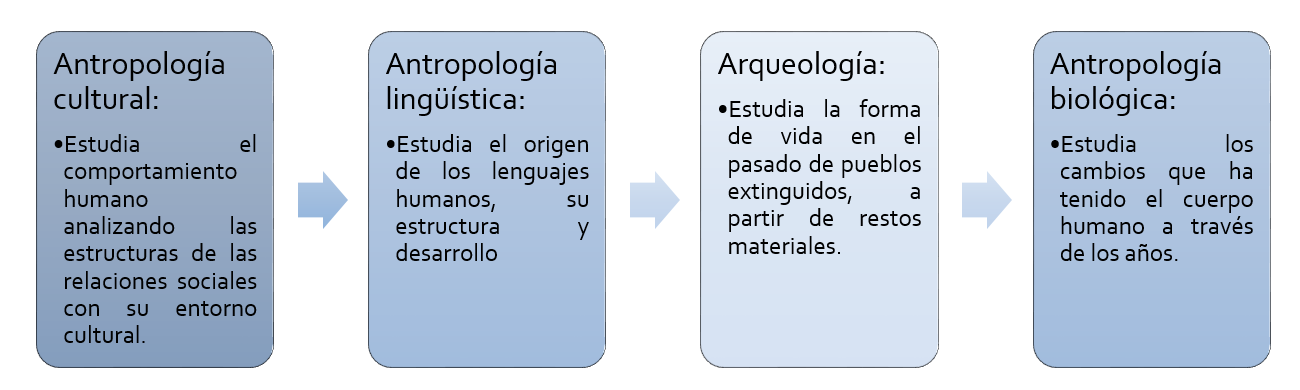 Antropología
cultural:
•Estudia el
comportamiento
humano
analizando las
estructuras de las
relaciones sociales
con su entorno
cultural.
Antropología
lingüística:
•Estudia el origen
de los lenguajes
humanos, su
estructura y
desarrollo
Arqueología:
•Estudia la forma
de vida en el
pasado de pueblos
extinguidos, a
partir de restos
materiales.
Antropología
biológica:
•Estudia los
cambios que ha
tenido el cuerpo
humano a través
de los años.